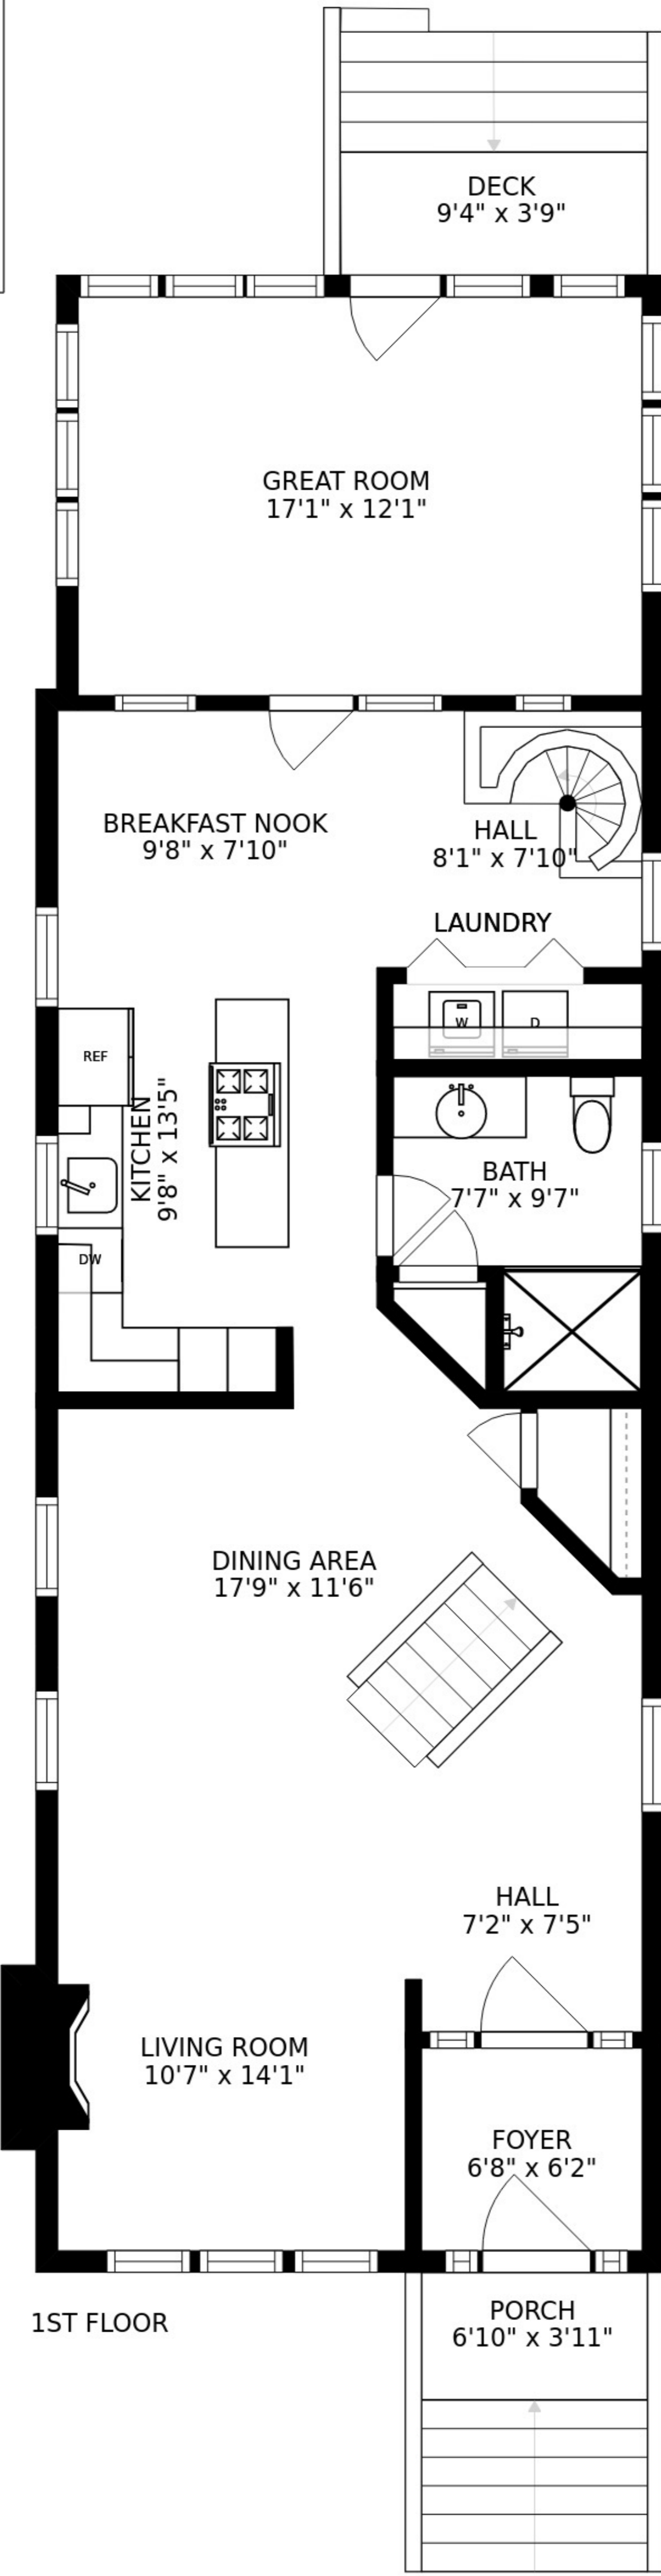 DECK
9'4" x 3'9"
GREAT ROOM
17'1" x 12'1"
BREAKFAST NOOK
9'8" x 7'10"
HALL
8'1" x 7'10"
LAUNDRY
W
D
REF
KITCHEN
9'8" x 13'5"
BATH
7'7" x 9'7"
DW
DINING AREA
17'9" x 11'6"
HALL
7'2" x 7'5"
LIVING ROOM
10'7" x 14'1"
FOYER
6'8" x 6'2"
PORCH
6'10" x 3'11"
1ST FLOOR